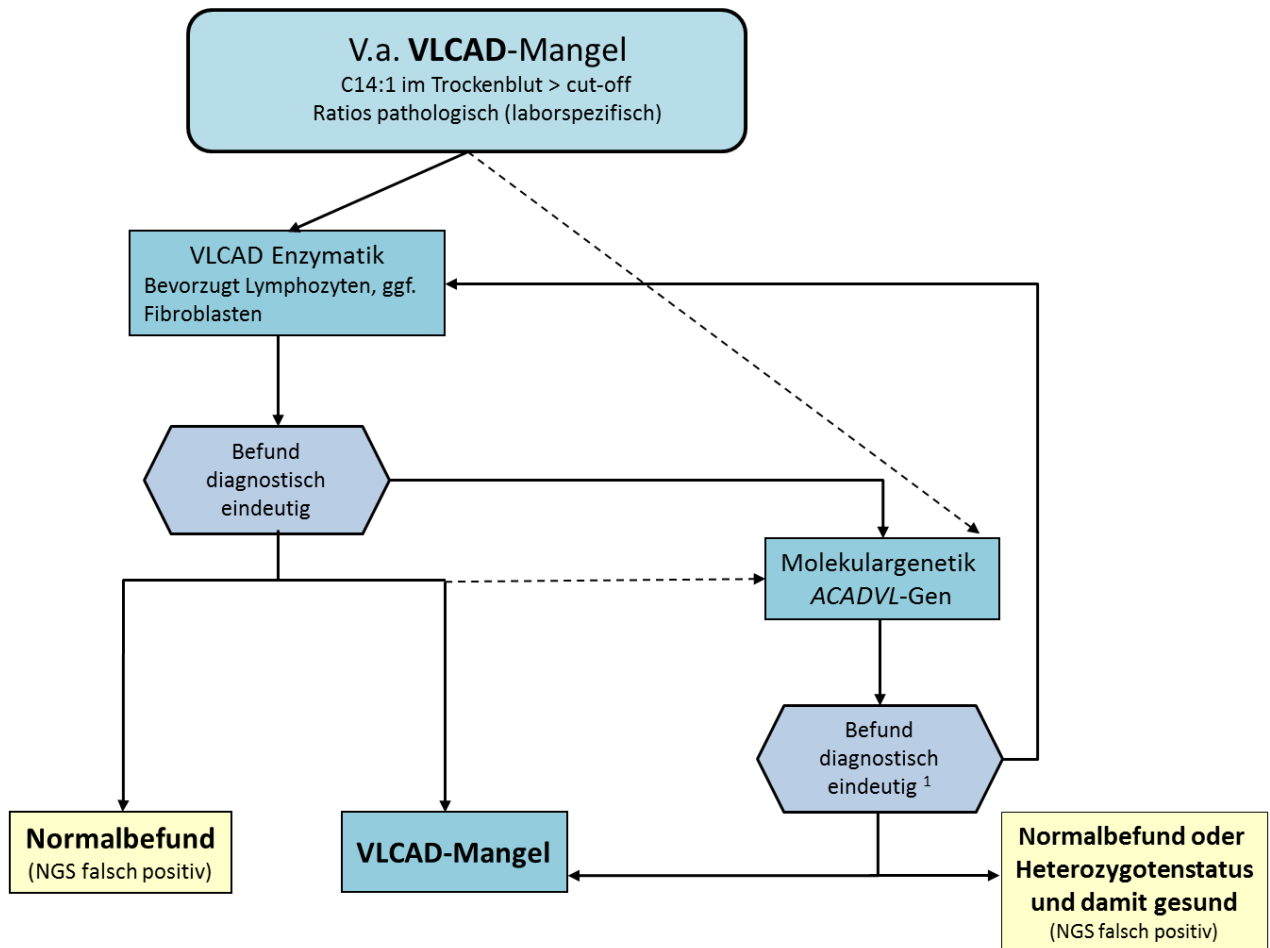 V.a. VLCAD-Mangel
C14:1 im Trockenblut > cut-off
Ratios pathologisch (laborspezifisch)
VLCAD Enzymatik
Bevorzugt Lymphozyten, ggf.
Fibroblasten
Befund
diagnostisch
eindeutig
Molekulargenetik
ACADVL-Gen
Befund
diagnostisch
eindeutig ¹
Normalbefund
(NGS falsch positiv)
VLCAD-Mangel
Normalbefund oder
Heterozygotenstatus
und damit gesund
(NGS falsch positiv)